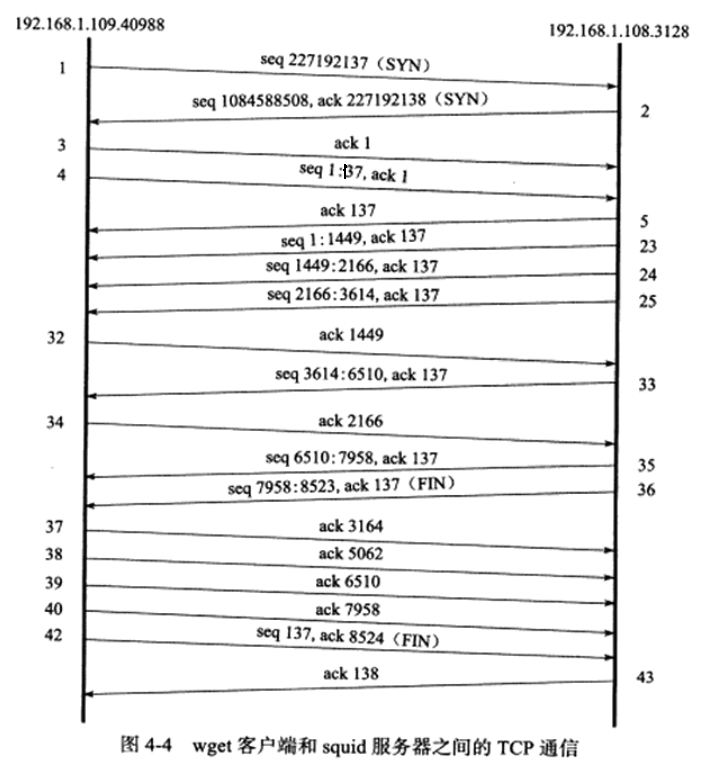 192.168.1.109.40988
192.168.1.108.3128
1
seq 227192137（SYN）
seq 1084588508, ack 227192138（SYN）
2
3
ack 1
4
seq 1:137, ack 1
ack 137
5
seq 1:1449, ack 137
23
seq 1449:2166, ack 137
24
seq 2166:3614, ack 137
25
32
ack 1449
seq 3614:6510, ack 137
33
34
ack 2166
seq 6510:7958, ack 137
35
seq 7958:8523, ack 137（FIN）
36
37
ack 3164
38
ack 5062
39
ack 6510
40
ack 7958
42
seq 137, ack 8524（FIN）
ack 138
43
图 4-4 wget 客户端和 squid 服务器之间的 TCP 通信